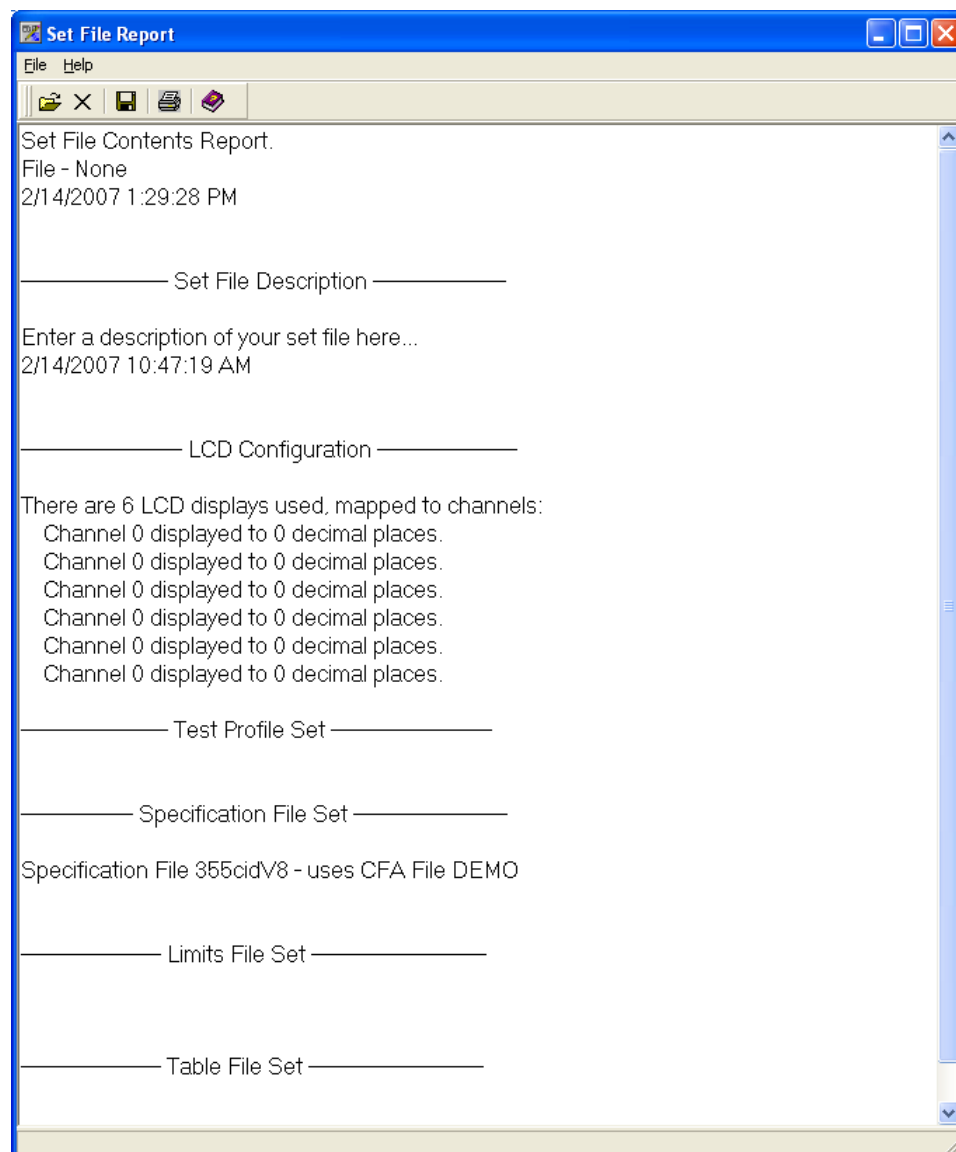 Set File Report
File Help
Set File Contents Report.
File - None
2/14/2007 1:29:28 PM
Set File Description
Enter a description of your set file here...
2/14/2007 10:47:19 AM
LCD Configuration
There are 6 LCD displays used, mapped to channels:
Channel 0 displayed to 0 decimal places.
Channel 0 displayed to 0 decimal places.
Channel 0 displayed to 0 decimal places.
Channel 0 displayed to 0 decimal places.
Channel 0 displayed to 0 decimal places.
Channel 0 displayed to 0 decimal places.
Test Profile Set
Specification File Set
Specification File 355cidV8 - uses CFA File DEMO
Limits File Set
Table File Set